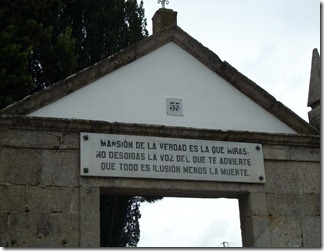 53
MANSIÓN DE LA VERDAD ES LA QUE MIRAS,
NO DESOIGAS LA VOZ DEL QUE TE ADVIERTE
QUE TODO ES ILUSIÓN MENOS LA MUERTE.